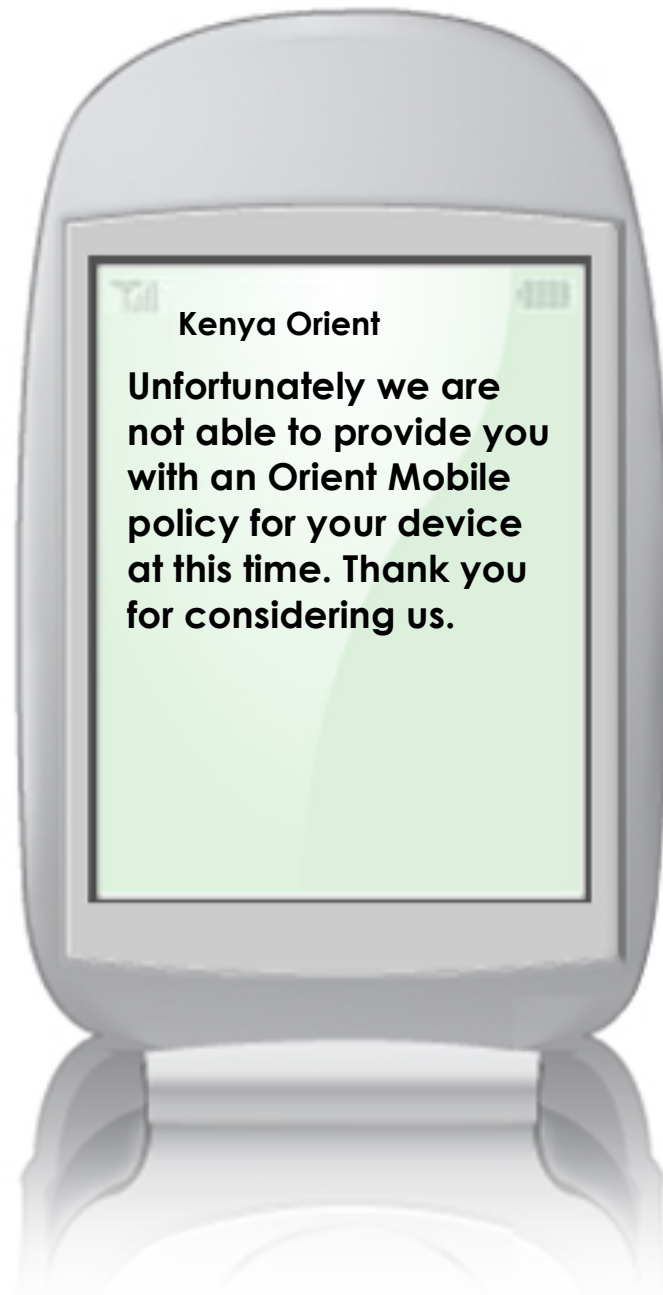 Kenya Orient
Unfortunately we are
not able to provide you
with an Orient Mobile
policy for your device
at this time. Thank you
for considering us.